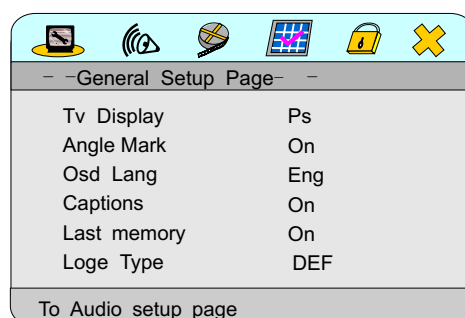 - -General Setup Page- -
Tv Display Ps
Angle Mark On
Osd Lang Eng
Captions On
Last memory On
Loge Type DEF
To Audio setup page